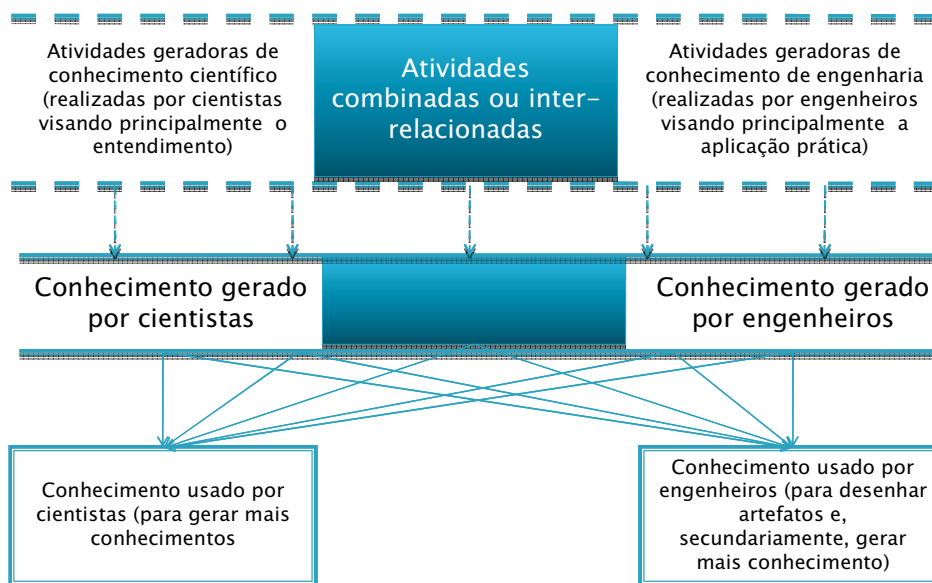 Atividades geradoras de
conhecimento científico
(realizadas por cientistas
visando principalmente o
entendimento)
Atividades
combinadas ou inter-
relacionadas
Atividades geradoras de
conhecimento de engenharia
(realizadas por engenheiros
visando principalmente a
aplicação prática)
Conhecimento gerado
por cientistas
Conhecimento gerado
por engenheiros
Conhecimento usado por
cientistas (para gerar mais
conhecimentos
Conhecimento usado por
engenheiros (para desenhar
artefatos e,
secundariamente, gerar
mais conhecimento)